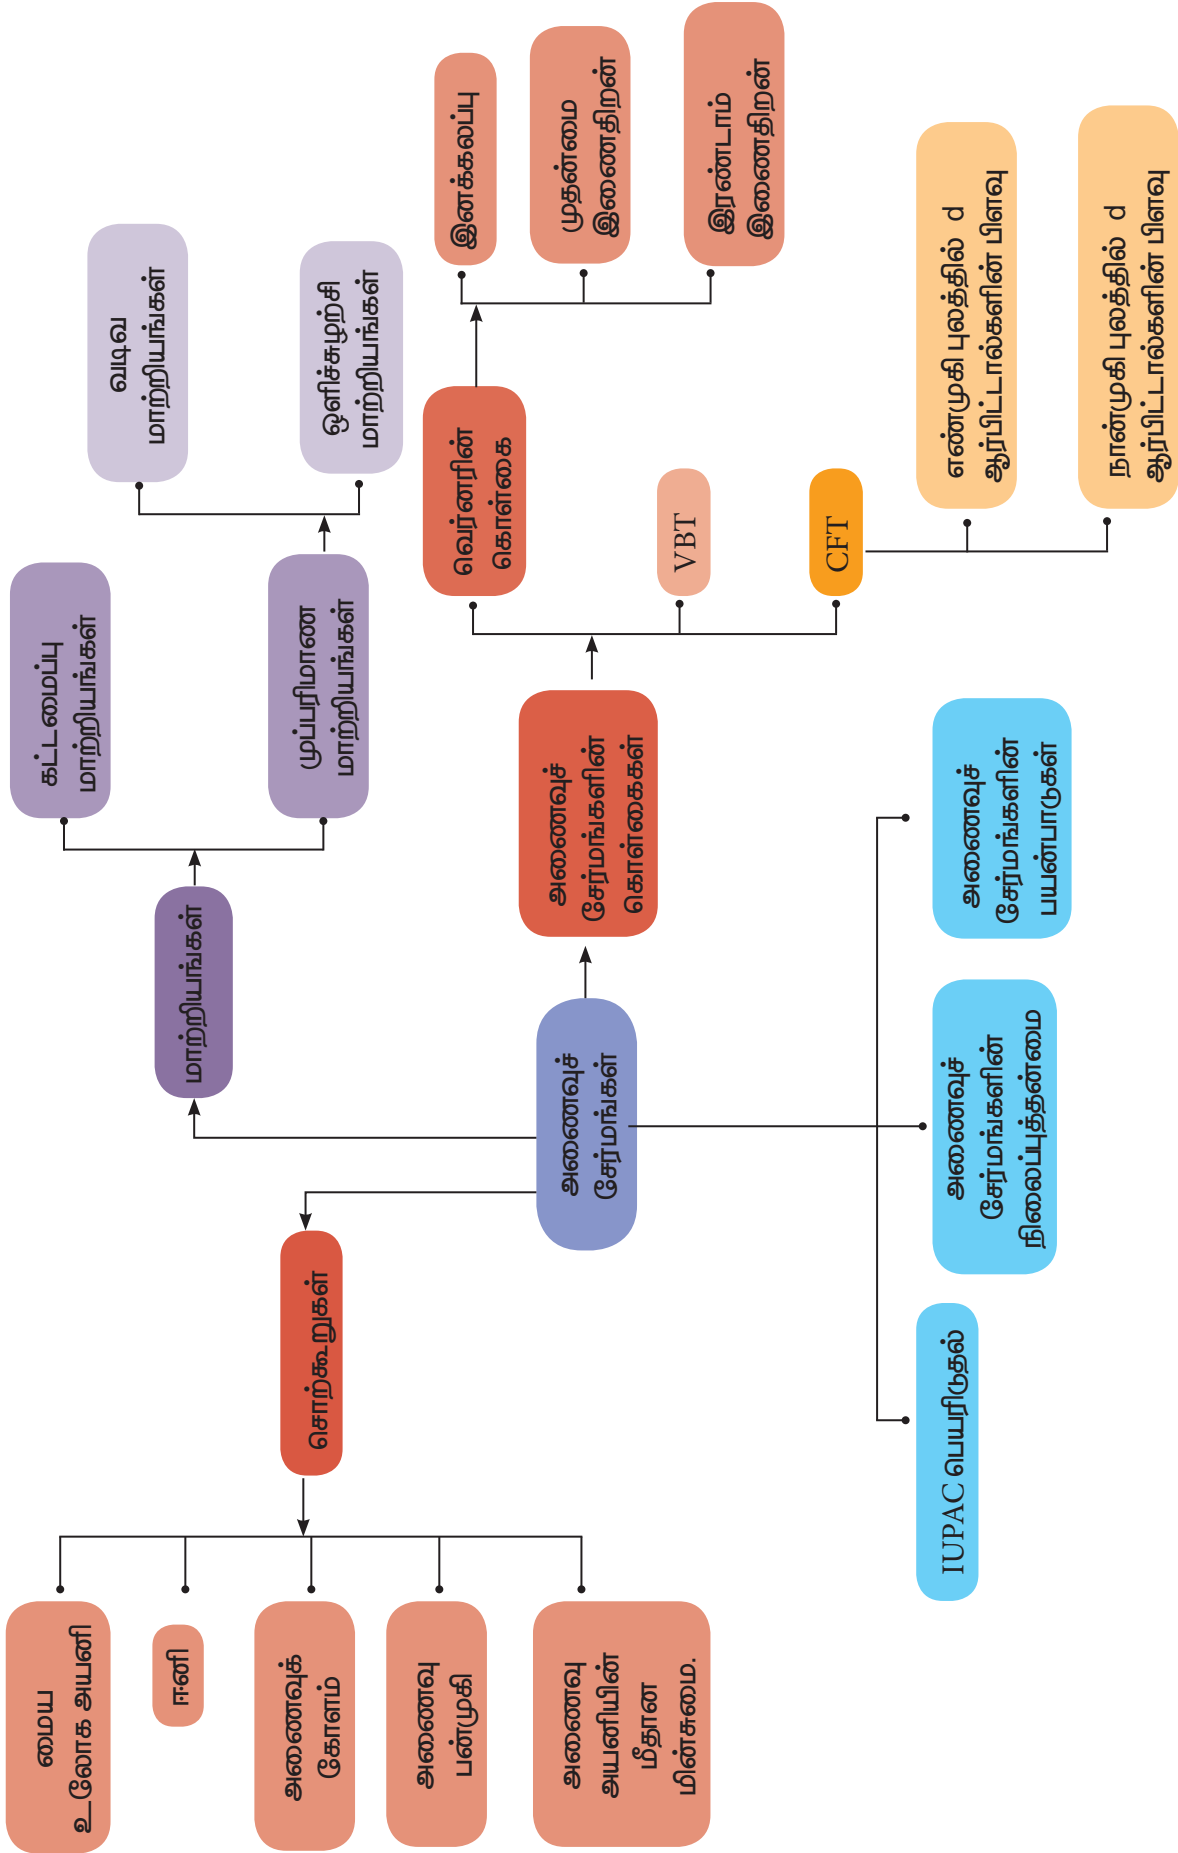 மைய
உலோக அயனி
ஈனி
அணைவுக்
கோளம்
அணைவு
பன்முகி
அணைவு
அயனியின்
மீதான
மின்சுமை.
சொற்கூறுகள்
அணைவுச்
சேர்மங்கள்
மாற்றியங்கள்
கட்டமைப்பு
மாற்றியங்கள்
முப்பரிமாண
மாற்றியங்கள்
வடிவ
மாற்றியங்கள்
ஒளிச்சுழற்சி
மாற்றியங்கள்
அணைவுச்
சேர்மங்களின்
கொள்கைகள்
வெர்னரின்
கொள்கை
இனக்கலப்பு
முதன்மை
இணைதிறன்
இரண்டாம்
இணைதிறன்
VBT
CFT
எண்முகி புலத்தில் d
ஆர்பிட்டால்களின் பிளவு
நான்முகி புலத்தில் d
ஆர்பிட்டால்களின் பிளவு
IUPAC பெயரிடுதல்
அணைவுச்
சேர்மங்களின்
நிலைப்புத்தன்மை
அணைவுச்
சேர்மங்களின்
பயன்பாடுகள்